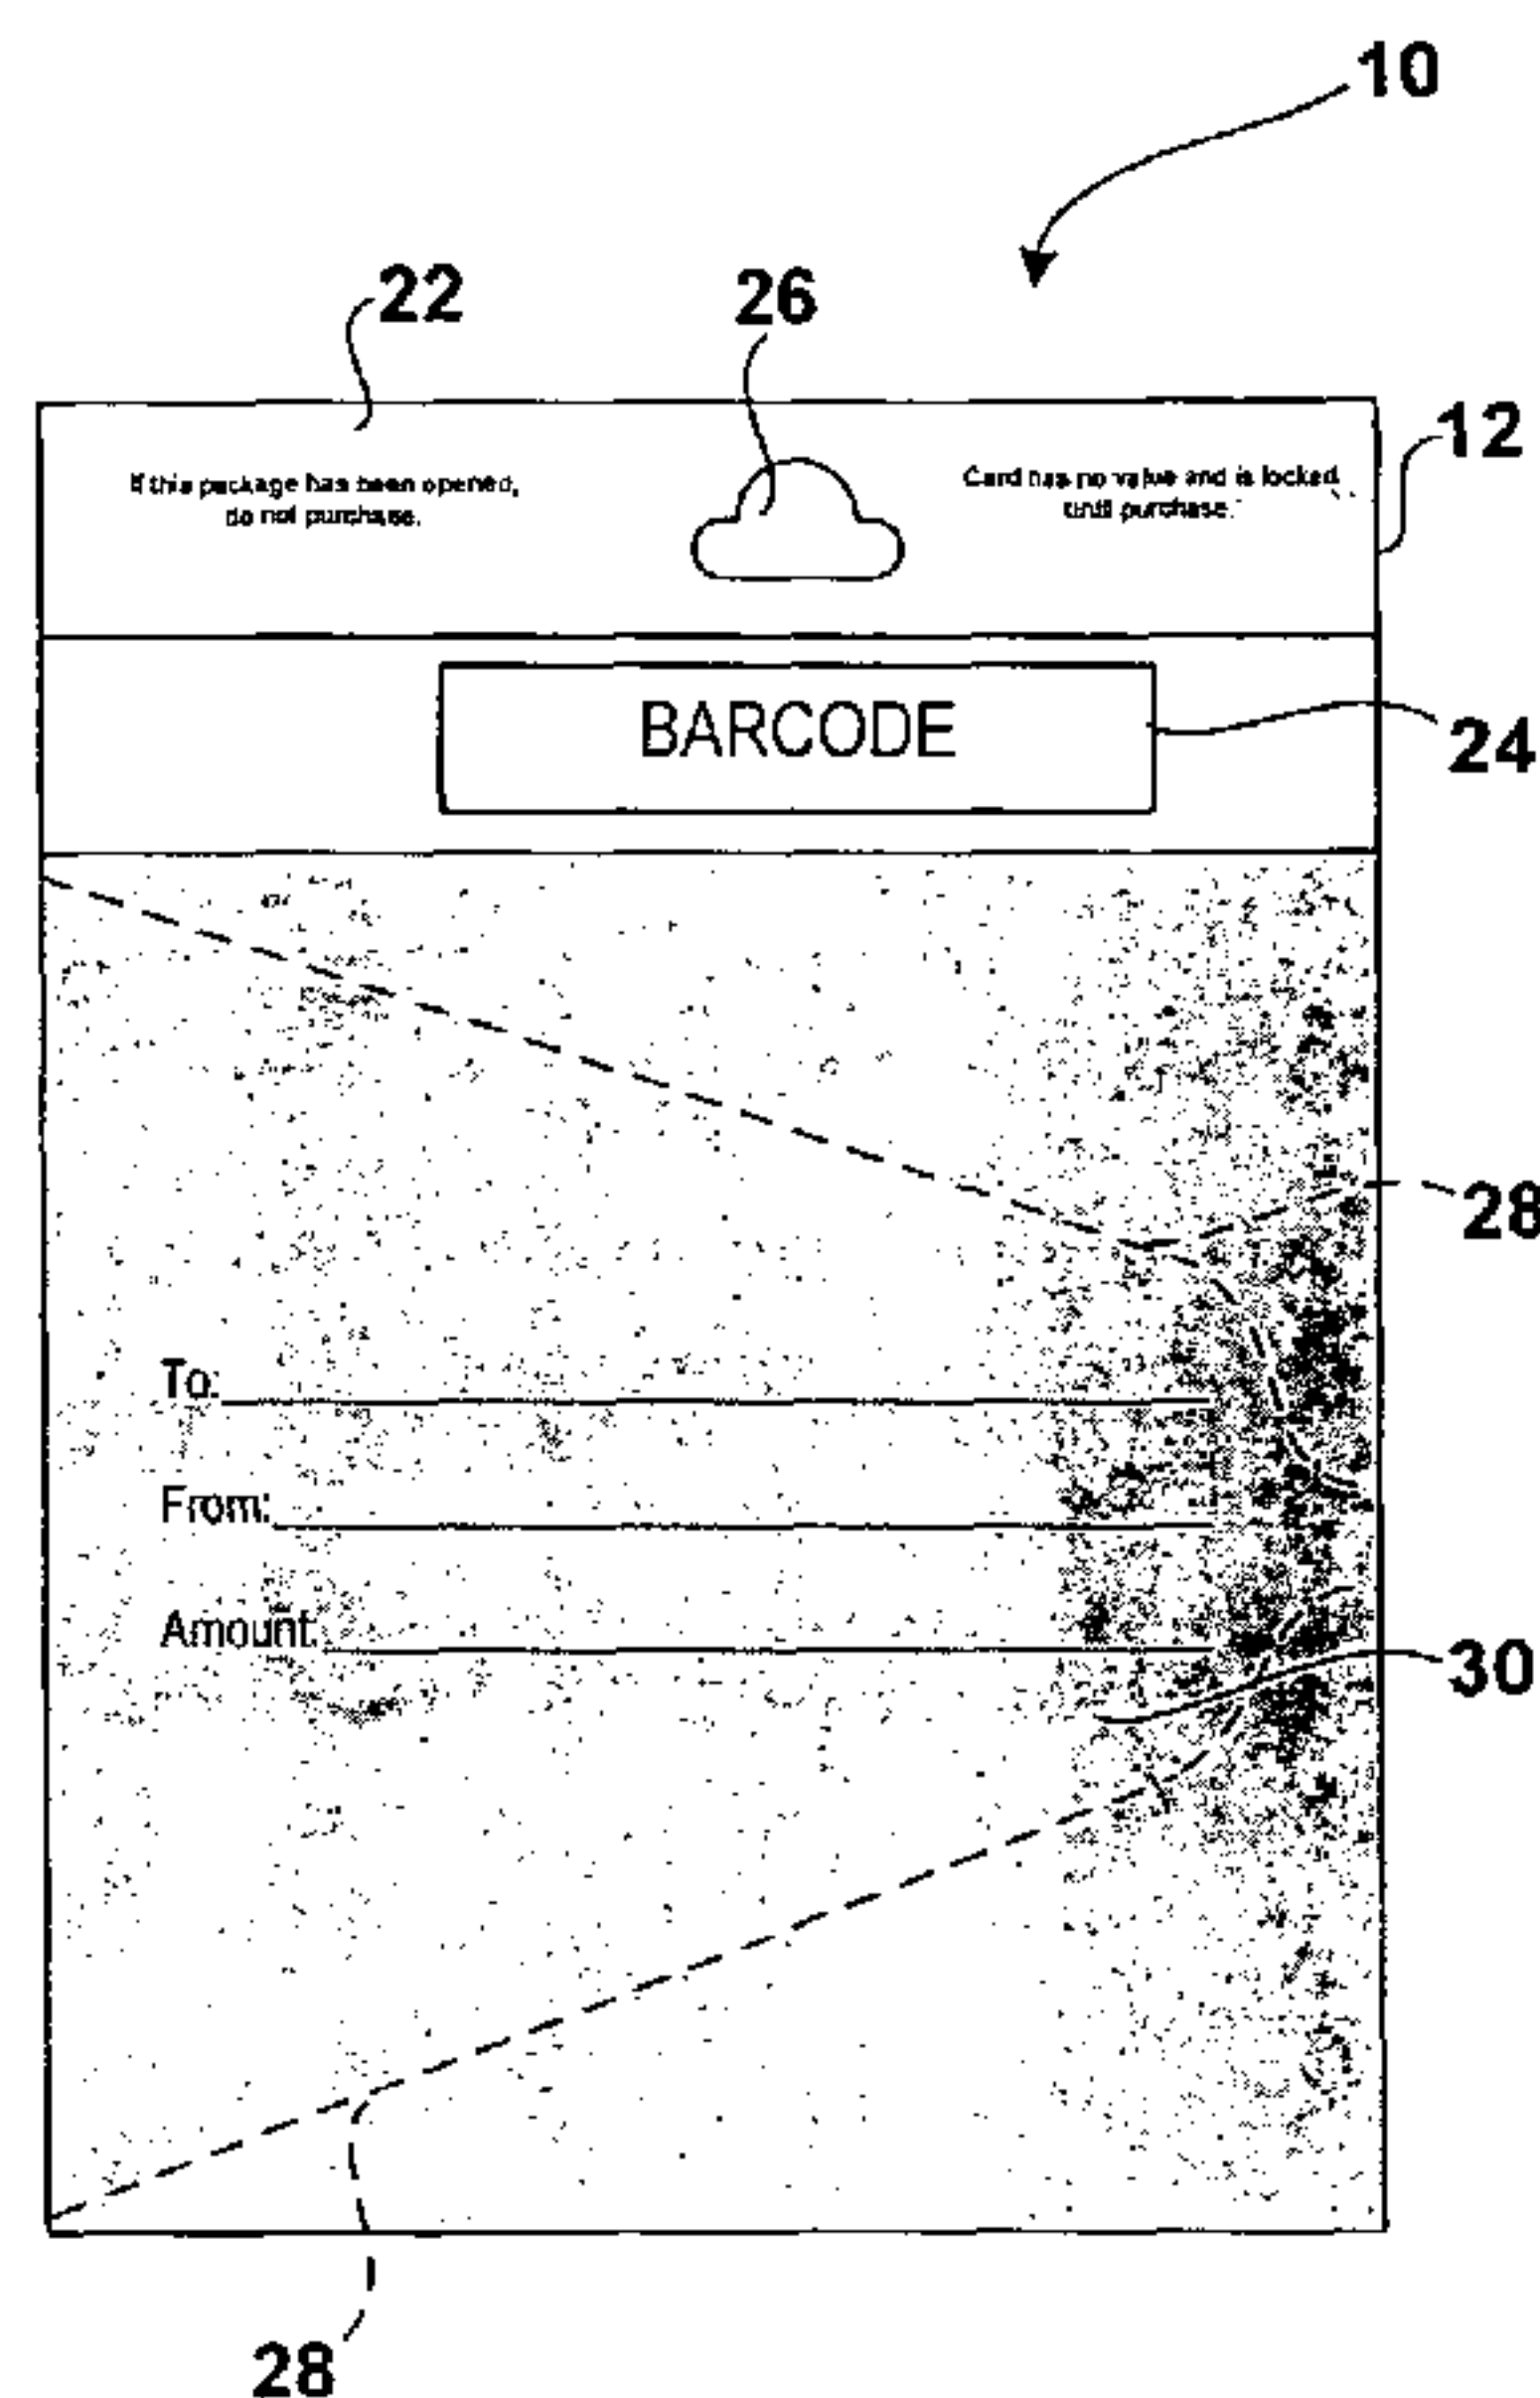 10
22
26
12
If this package has been opened,
do not purchase.
Card has no value and is locked
until purchase.
BARCODE
24
28
To:
From:
Amount:
30
28